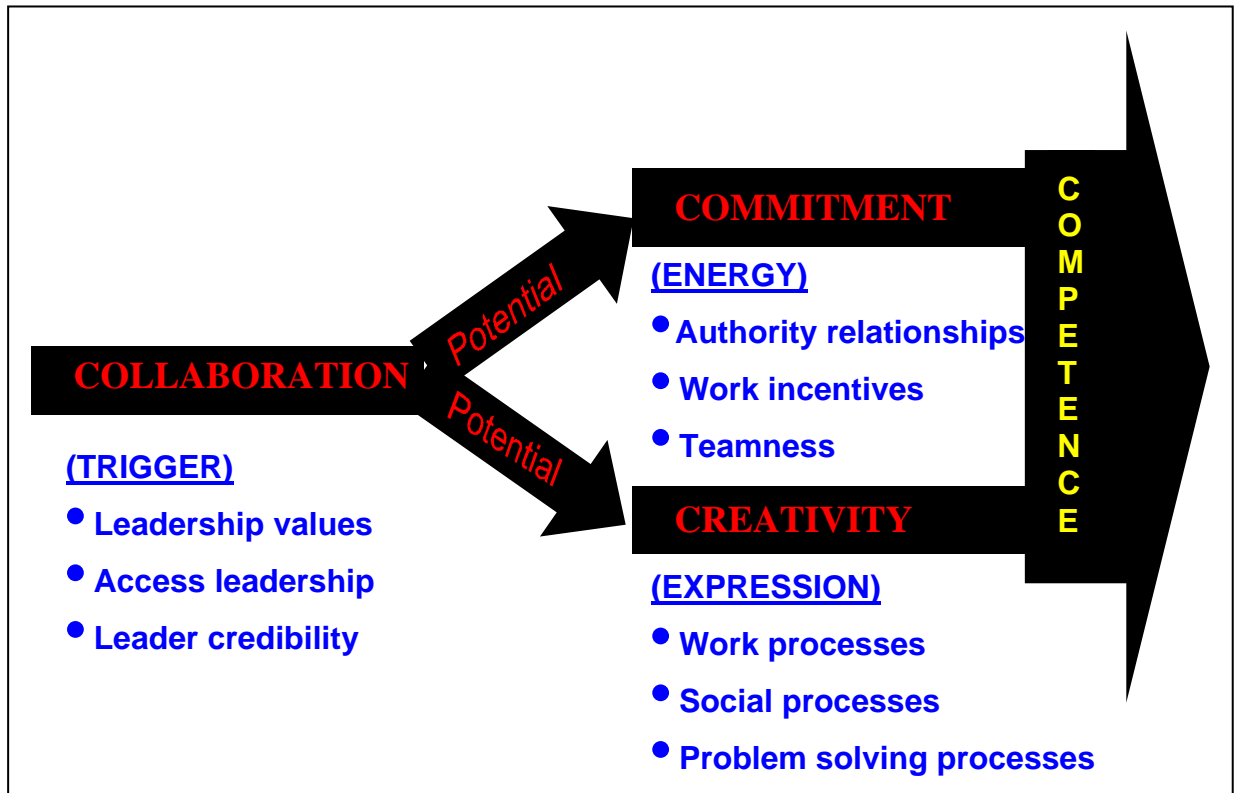 COLLABORATION
(TRIGGER)
• Leadership values
• Access leadership
• Leader credibility
Potential
Potential
COMMITMENT
(ENERGY)
• Authority relationships
• Work incentives
• Teamness
CREATIVITY
(EXPRESSION)
• Work processes
• Social processes
• Problem solving processes
COMPETENCE